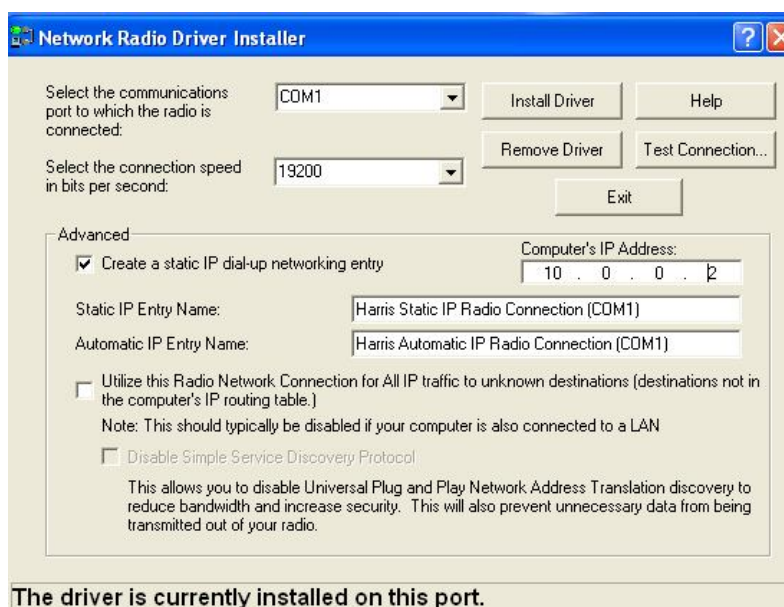 Network Radio Driver Installer
Select the communications
port to which the radio is
connected:
COM1
Install Driver
Help
Select the connection speed
in bits per second:
19200
Remove Driver
Test Connection...
Exit
Advanced
Create a static IP dial-up networking entry
Computer's IP Address:
10 . 0 . 0 . 2
Static IP Entry Name:
Harris Static IP Radio Connection (COM1)
Automatic IP Entry Name:
Harris Automatic IP Radio Connection (COM1)
Utilize this Radio Network Connection for All IP traffic to unknown destinations (destinations not in
the computer's IP routing table.)
Note: This should typically be disabled if your computer is also connected to a LAN
Disable Simple Service Discovery Protocol
This allows you to disable Universal Plug and Play Network Address Translation discovery to
reduce bandwidth and increase security. This will also prevent unnecessary data from being
transmitted out of your radio.
The driver is currently installed on this port.